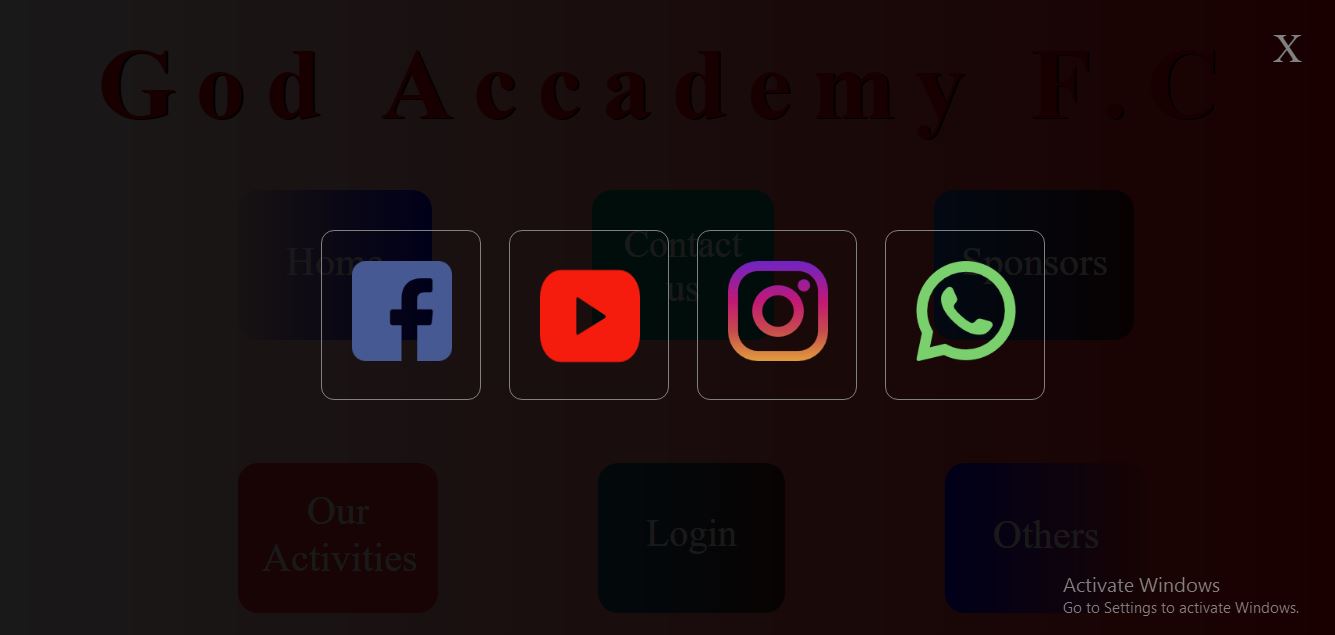 X
God Accademy F.C
Home
Contact
us
Sponsors
Our
Activities
Login
Others
Activate Windows
Go to Settings to activate Windows.